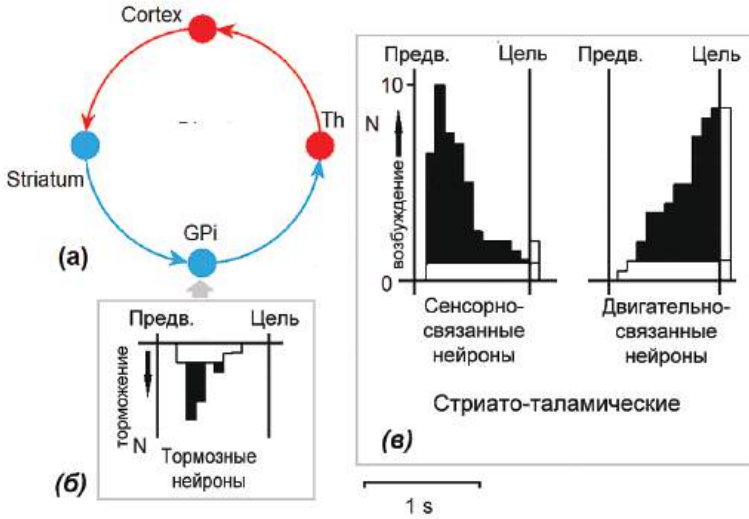 Cortex
Th
Striatum
GPi
(а)
Предв. Цель
торможение
N
Тормозные
нейроны
(б)
Предв. Цель Предв. Цель
10
N
возбуждение
0
Сенсорно-
связанные
нейроны
Двигательно-
связанные
нейроны
Стриато-таламические
(в)
1 s